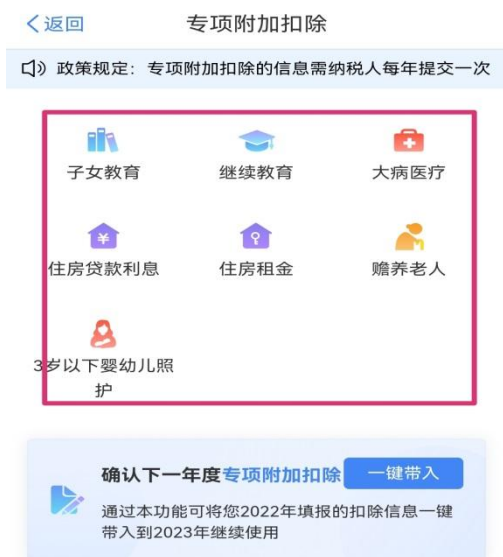 返回 专项附加扣除
政策规定：专项附加扣除的信息需纳税人每年提交一次
子女教育 继续教育 大病医疗
住房贷款利息 住房租金 赡养老人
3岁以下婴幼儿照
护
确认下一年度专项附加扣除 一键带入
通过本功能可将您2022年填报的扣除信息一键
带入到2023年继续使用